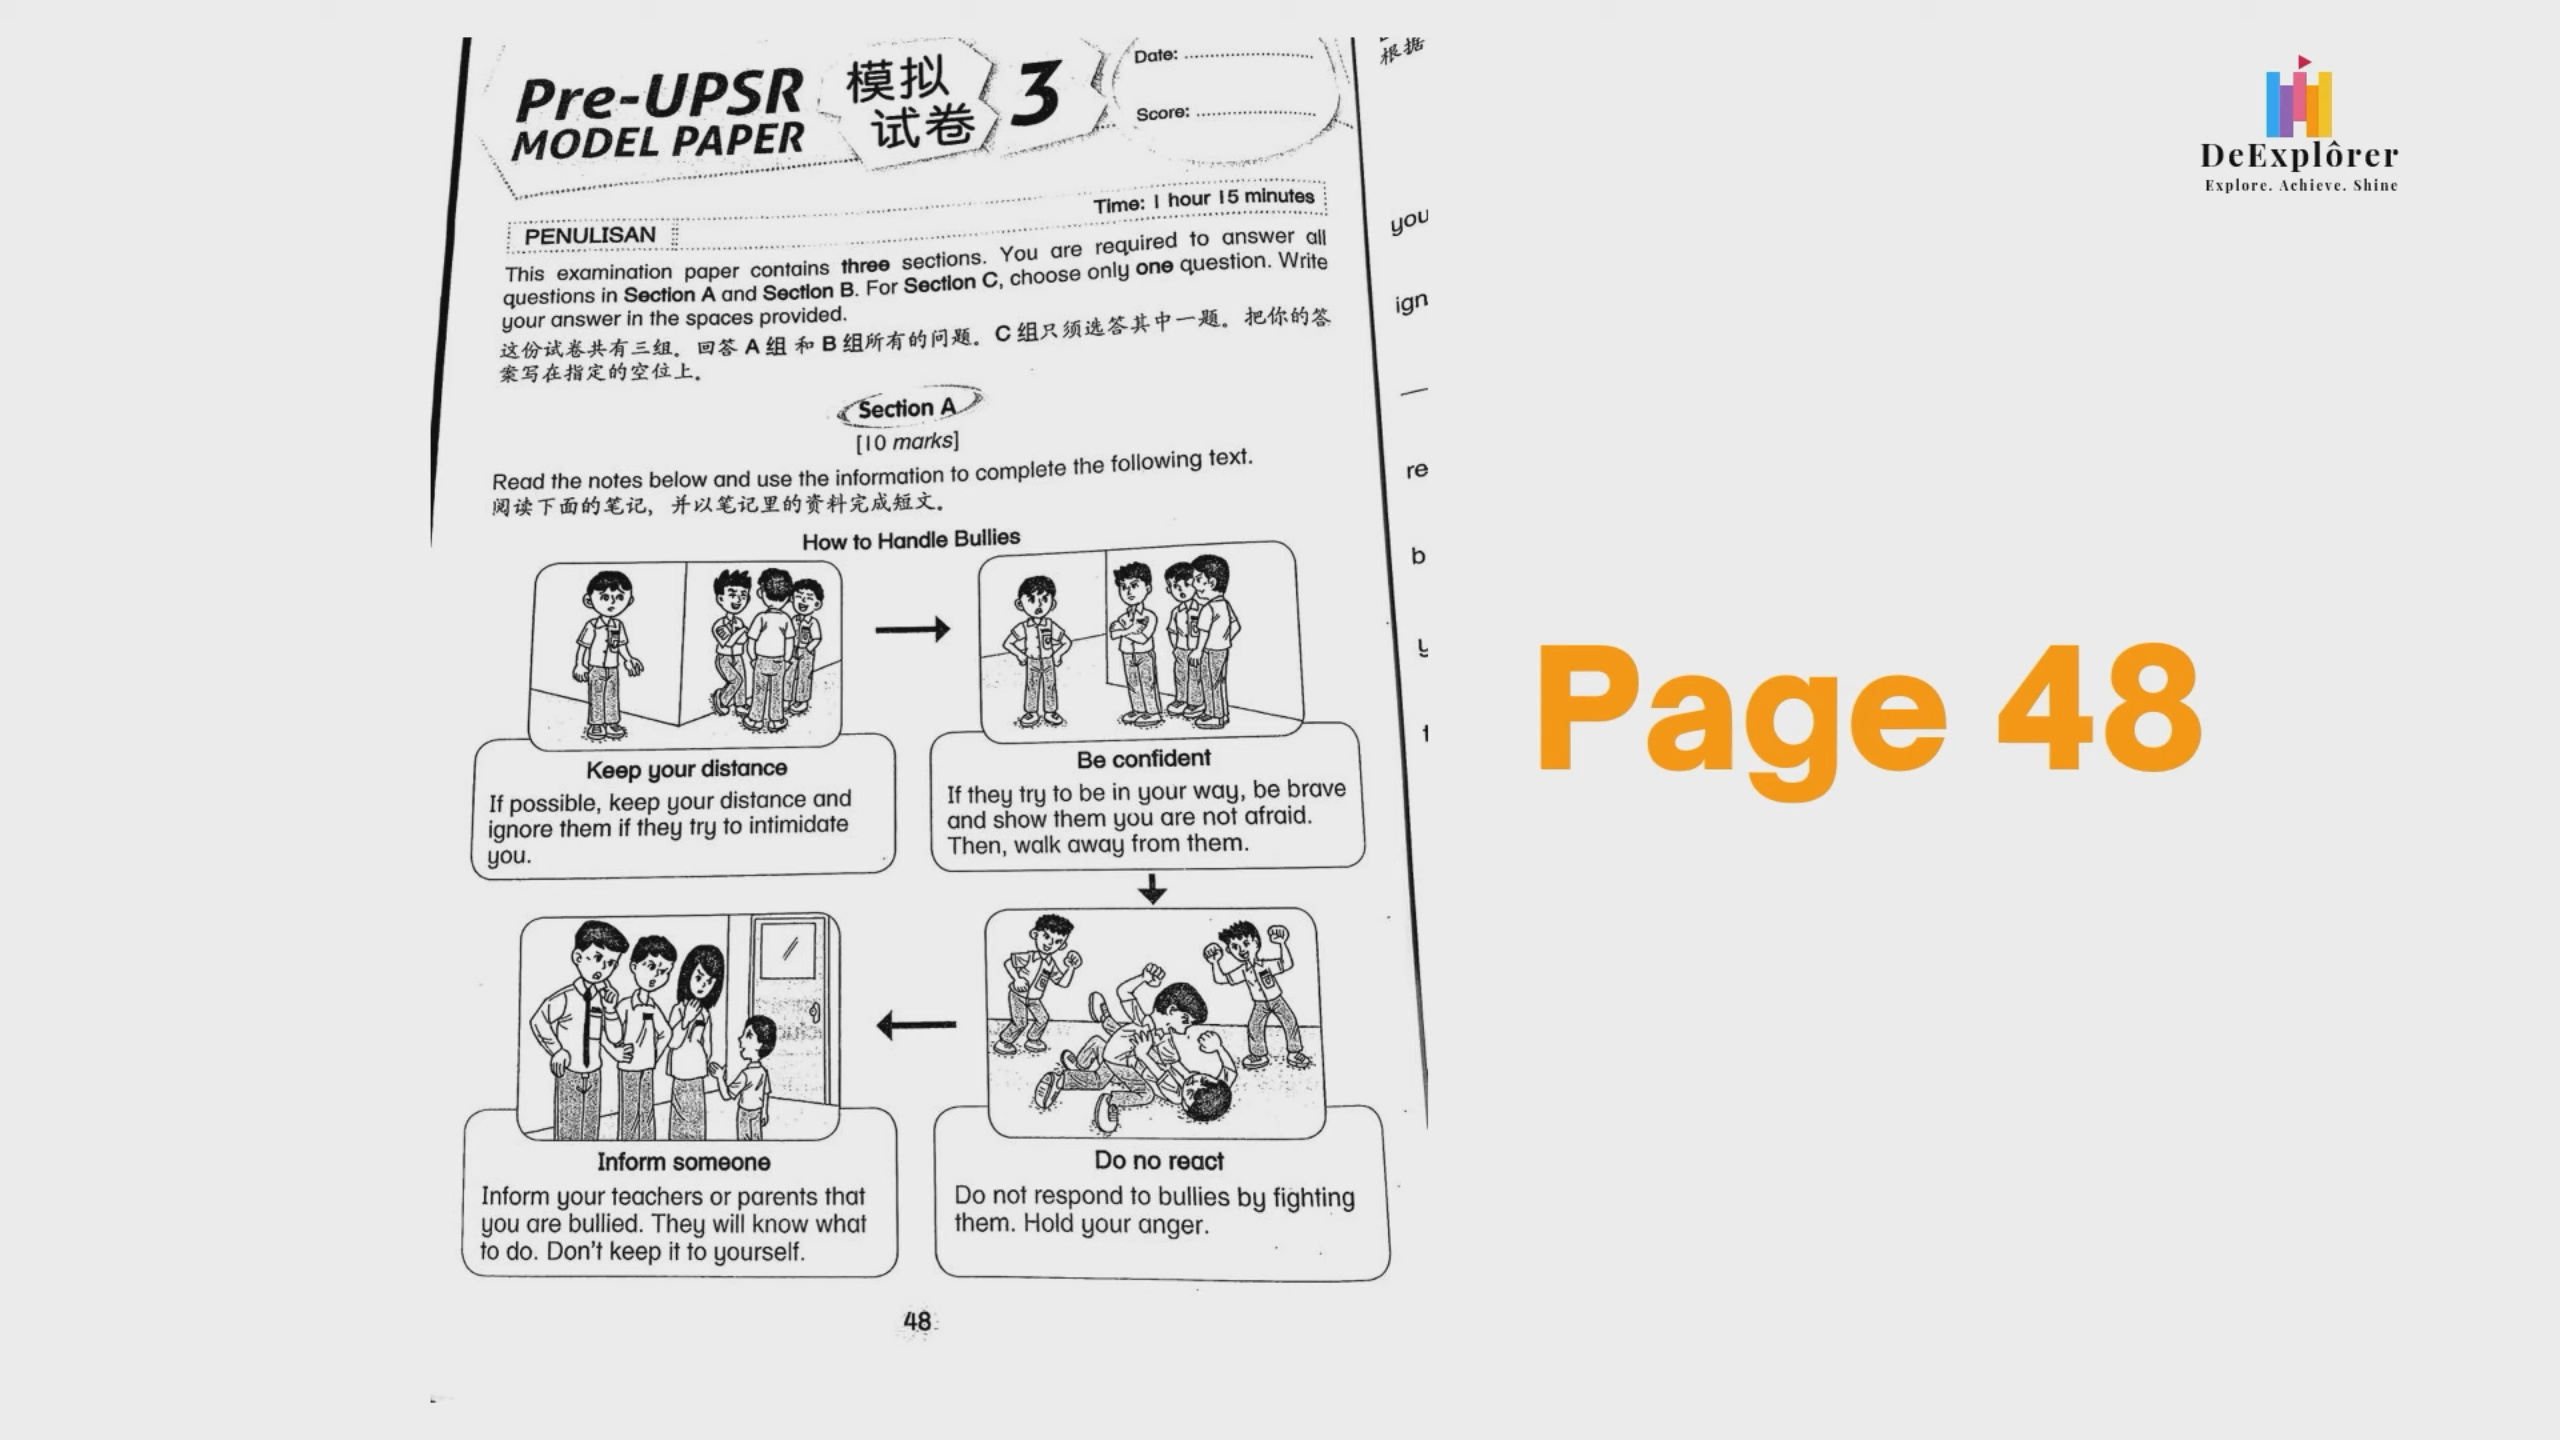 Pre-UPSR
MODEL PAPER
模拟
试卷
3
Date:
Score:
Time: 1 hour 15 minutes
PENULISAN
This examination paper contains three sections. You are required to answer all
questions in Section A and Section B. For Section C, choose only one question. Write
your answer in the spaces provided.
这份试卷共有三组。回答 A 组 和 B 组所有的问题。C 组只须选答其中一题。把你的答
案写在指定的空位上。
Section A
[10 marks]
Read the notes below and use the information to complete the following text.
阅读下面的笔记，并以笔记里的资料完成短文。
How to Handle Bullies
Keep your distance
If possible, keep your distance and
ignore them if they try to intimidate
you.
Be confident
If they try to be in your way, be brave
and show them you are not afraid.
Then, walk away from them.
Inform someone
Inform your teachers or parents that
you are bullied. They will know what
to do. Don't keep it to yourself.
Do no react
Do not respond to bullies by fighting
them. Hold your anger.
48
根据
you
ign
re
b
y
Page 48
DeExplôrer
Explore. Achieve. Shine